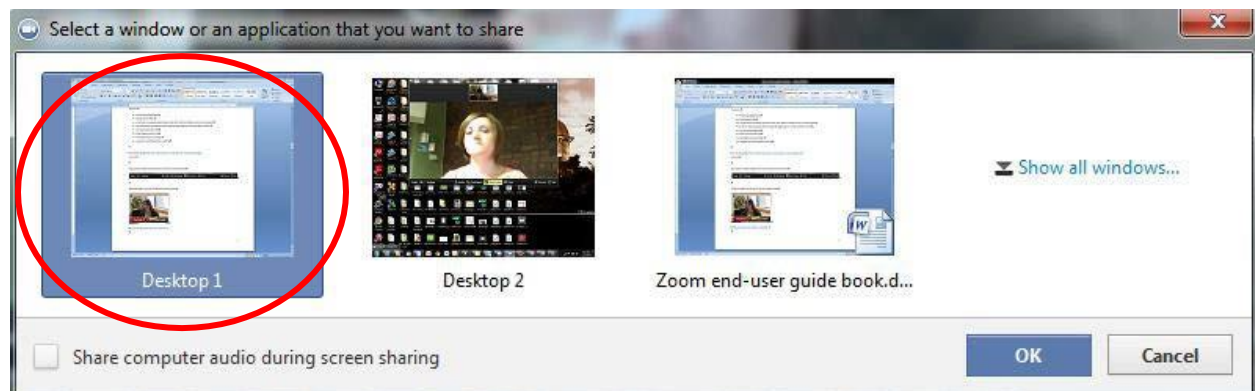 Select a window or an application that you want to share
Show all windows...
Desktop 1
Desktop 2
Zoom end-user guide book.d...
Share computer audio during screen sharing
OK
Cancel